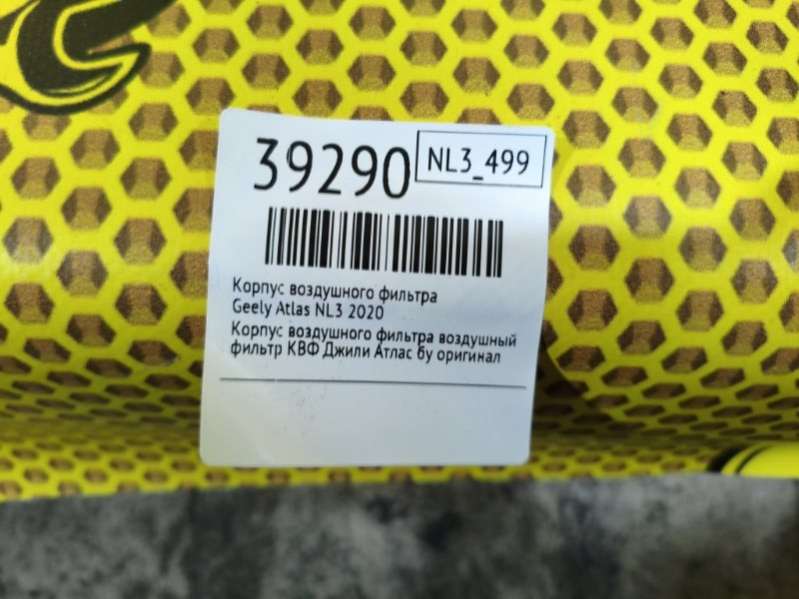 39290
NL3_499
Корпус воздушного фильтра
Geely Atlas NL3 2020
Корпус воздушного фильтра воздушный
фильтр КВФ Джили Атлас бу оригинал